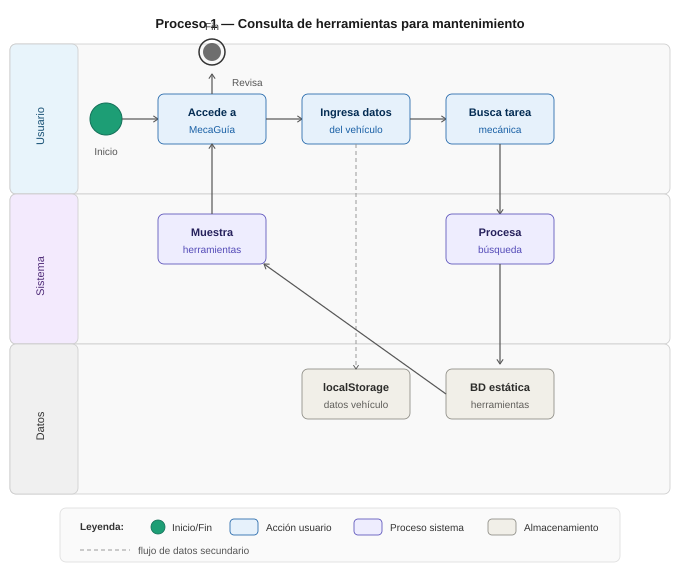 Proceso 1 — Consulta de herramientas para mantenimiento
Fin
Revisa
Usuario
Inicio
Accede a
MecaGuía
Ingresa datos
del vehículo
Busca tarea
mecánica
Sistema
Muestra
herramientas
Procesa
búsqueda
Datos
localStorage
datos vehículo
BD estática
herramientas
Leyenda:
Inicio/Fin
Acción usuario
Proceso sistema
Almacenamiento
flujo de datos secundario